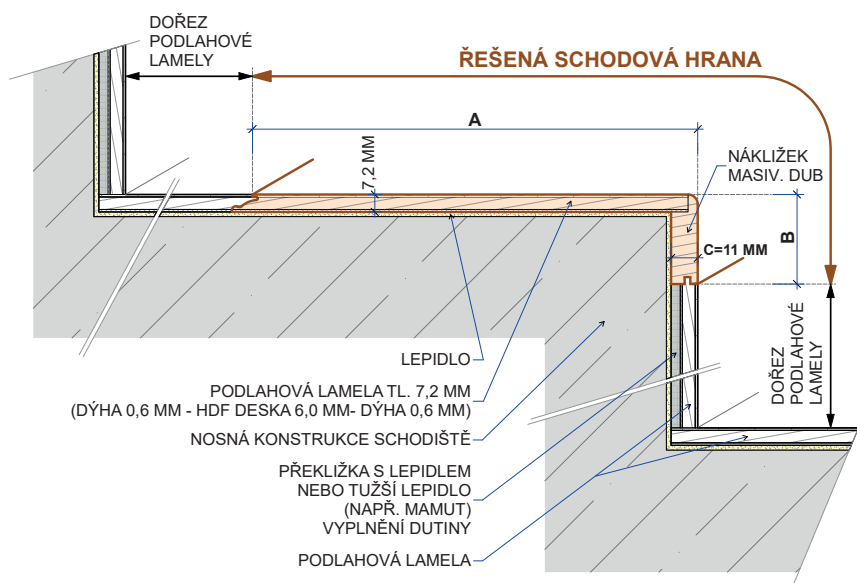 DOŘEZ
PODLAHOVÉ
LAMELY
ŘEŠENÁ SCHODOVÁ HRANA
A
7,2 MM
NÁKLIŽEK
MASIV. DUB
B
C=11 MM
DOŘEZ
PODLAHOVÉ
LAMELY
LEPIDLO
PODLAHOVÁ LAMELA TL. 7,2 MM
(DÝHA 0,6 MM - HDF DESKA 6,0 MM- DÝHA 0,6 MM)
NOSNÁ KONSTRUKCE SCHODIŠTĚ
PŘEKLIŽKA S LEPIDLEM
NEBO TUŽŠÍ LEPIDLO
(NAPŘ. MAMUT)
VYPLNĚNÍ DUTINY
PODLAHOVÁ LAMELA